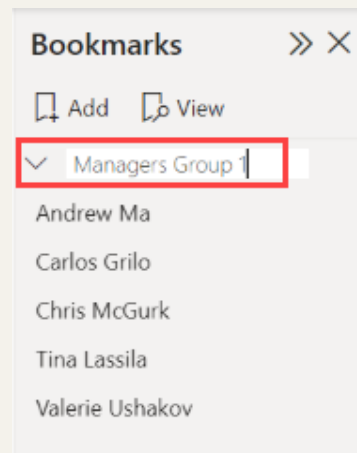 Bookmarks
Add View
Managers Group 1
Andrew Ma
Carlos Grilo
Chris McGurk
Tina Lassila
Valerie Ushakov